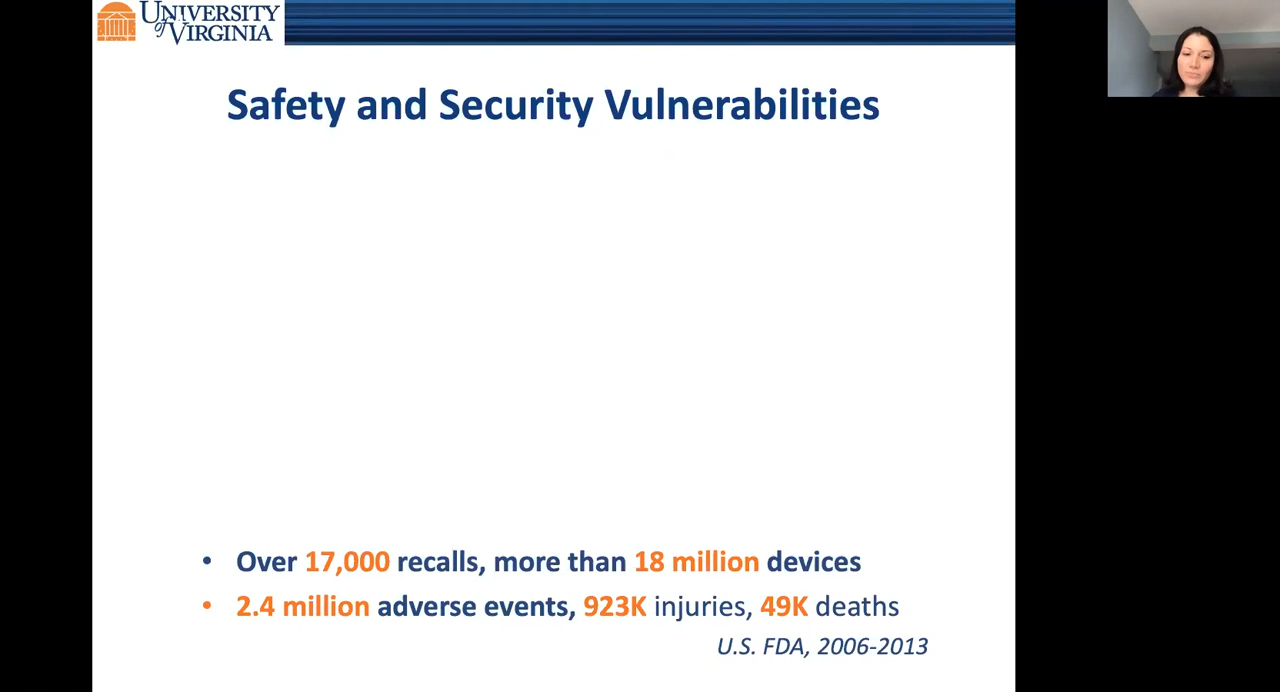 UNIVERSITY
of VIRGINIA
Safety and Security Vulnerabilities
• Over 17,000 recalls, more than 18 million devices
• 2.4 million adverse events, 923K injuries, 49K deaths
U.S. FDA, 2006-2013